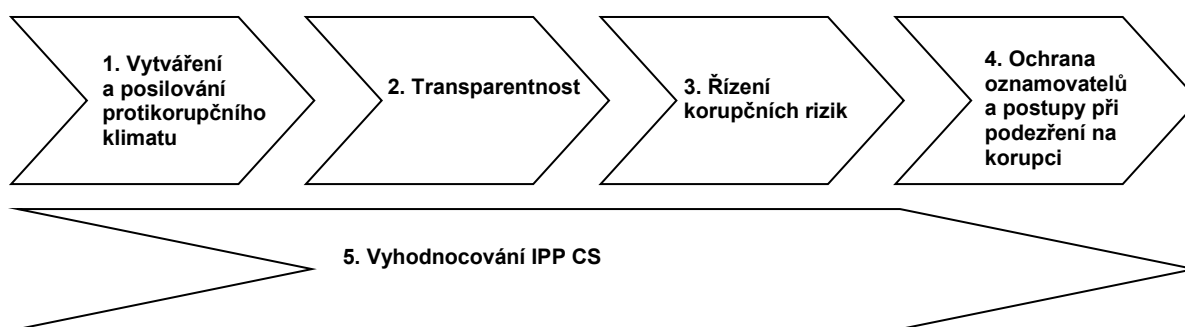 1. Vytváření
a posilování
protikorupčního
klimatu
2. Transparentnost
3. Řízení
korupčních rizik
4. Ochrana
oznamovatelů
a postupy při
podezření na
korupci
5. Vyhodnocování IPP CS